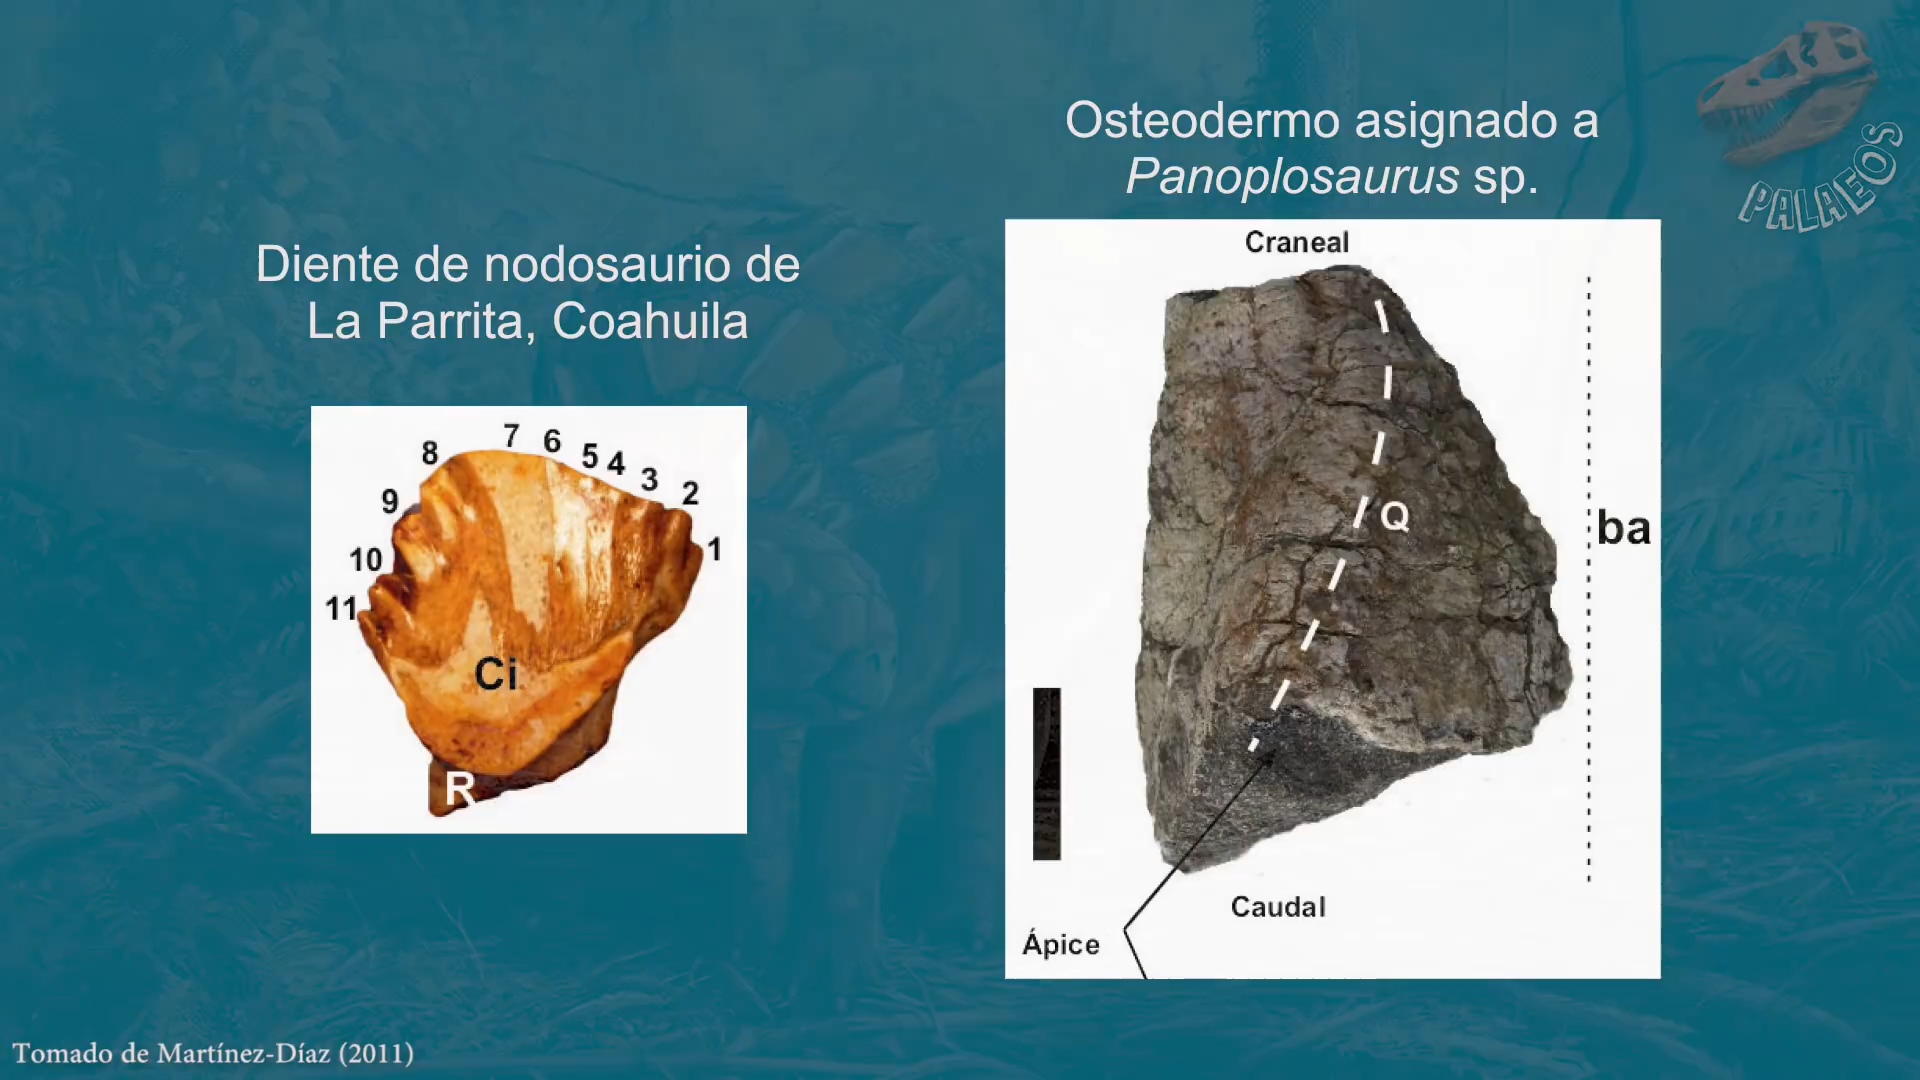 Osteodermo asignado a
Panoplosaurus sp.
PALAEOS
Diente de nodosaurio de
La Parrita, Coahuila
Craneal
Q
ba
Caudal
Ápice
7
6
8
5
4
3
2
9
1
10
11
Ci
R
Tomado de Martínez-Díaz (2011)